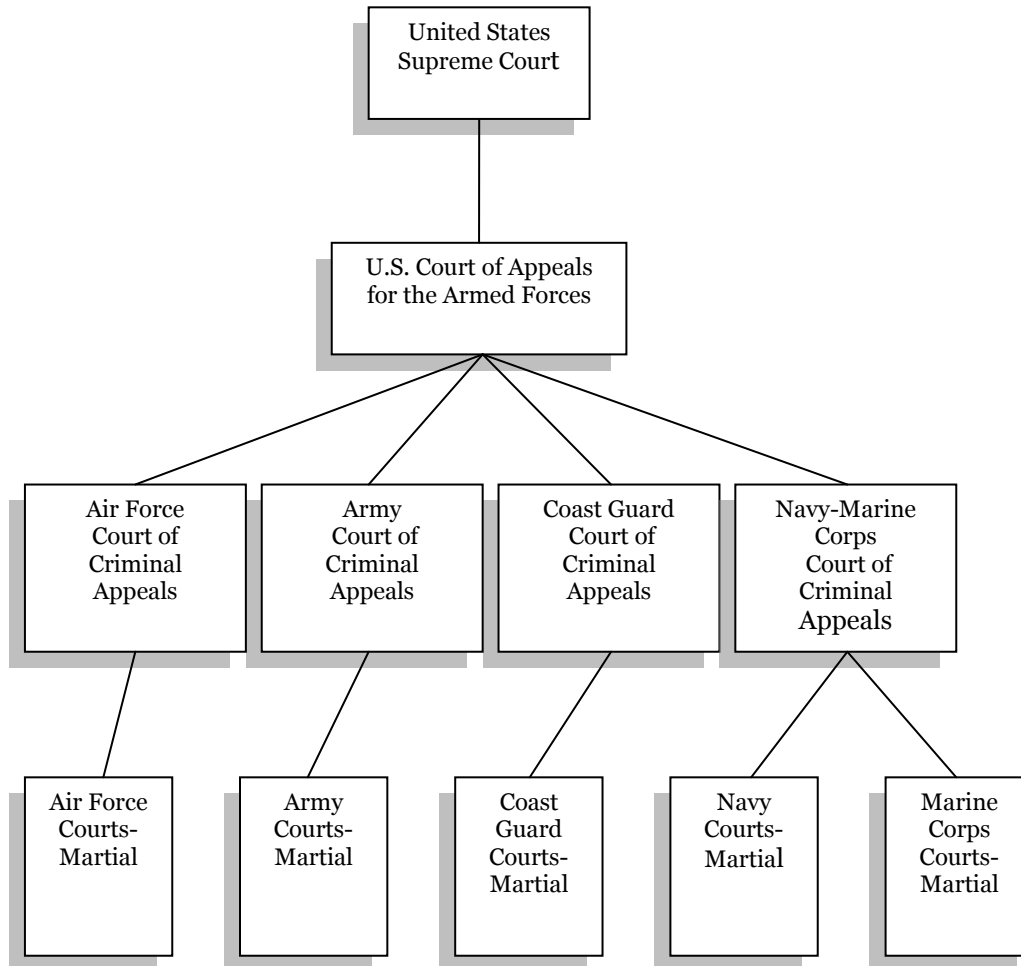 United States
Supreme Court
U.S. Court of Appeals
for the Armed Forces
Air Force
Court of
Criminal
Appeals
Army
Court of
Criminal
Appeals
Coast Guard
Court of
Criminal
Appeals
Navy-Marine
Corps
Court of
Criminal
Appeals
Air Force
Courts-
Martial
Army
Courts-
Martial
Coast
Guard
Courts-
Martial
Navy
Courts-
Martial
Marine
Corps
Courts-
Martial